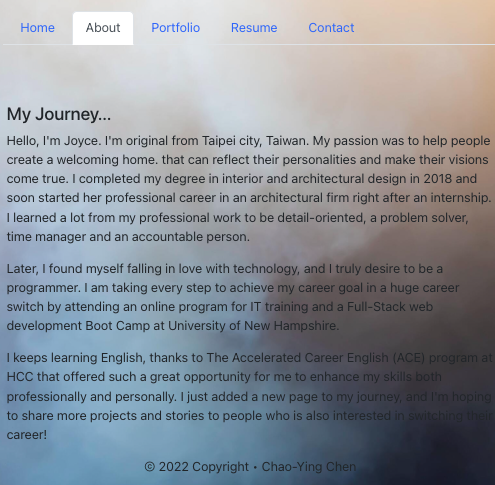 Home About Portfolio Resume Contact
My Journey...
Hello, I'm Joyce. I'm original from Taipei city, Taiwan. My passion was to help people
create a welcoming home. that can reflect their personalities and make their visions
come true. I completed my degree in interior and architectural design in 2018 and
soon started her professional career in an architectural firm right after an internship.
I learned a lot from my professional work to be detail-oriented, a problem solver,
time manager and an accountable person.
Later, I found myself falling in love with technology, and I truly desire to be a
programmer. I am taking every step to achieve my career goal in a huge career
switch by attending an online program for IT training and a Full-Stack web
development Boot Camp at University of New Hampshire.
I keeps learning English, thanks to The Accelerated Career English (ACE) program at
HCC that offered such a great opportunity for me to enhance my skills both
professionally and personally. I just added a new page to my journey, and I'm hoping
to share more projects and stories to people who is also interested in switching their
career!
© 2022 Copyright • Chao-Ying Chen